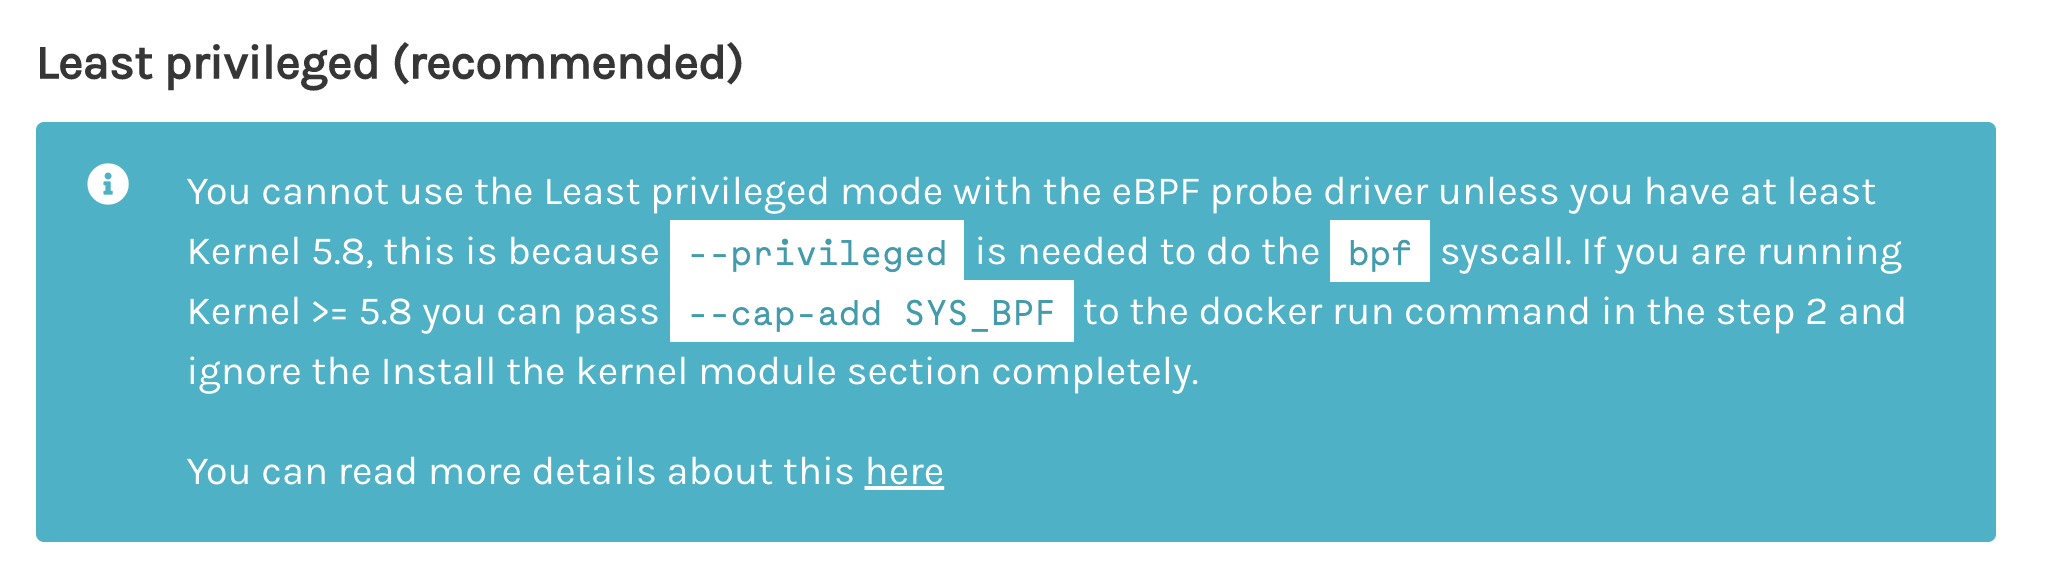 Least privileged (recommended)
You cannot use the Least privileged mode with the eBPF probe driver unless you have at least
Kernel 5.8, this is because --privileged is needed to do the bpf syscall. If you are running
Kernel >= 5.8 you can pass --cap-add SYS_BPF to the docker run command in the step 2 and
ignore the Install the kernel module section completely.
You can read more details about this here